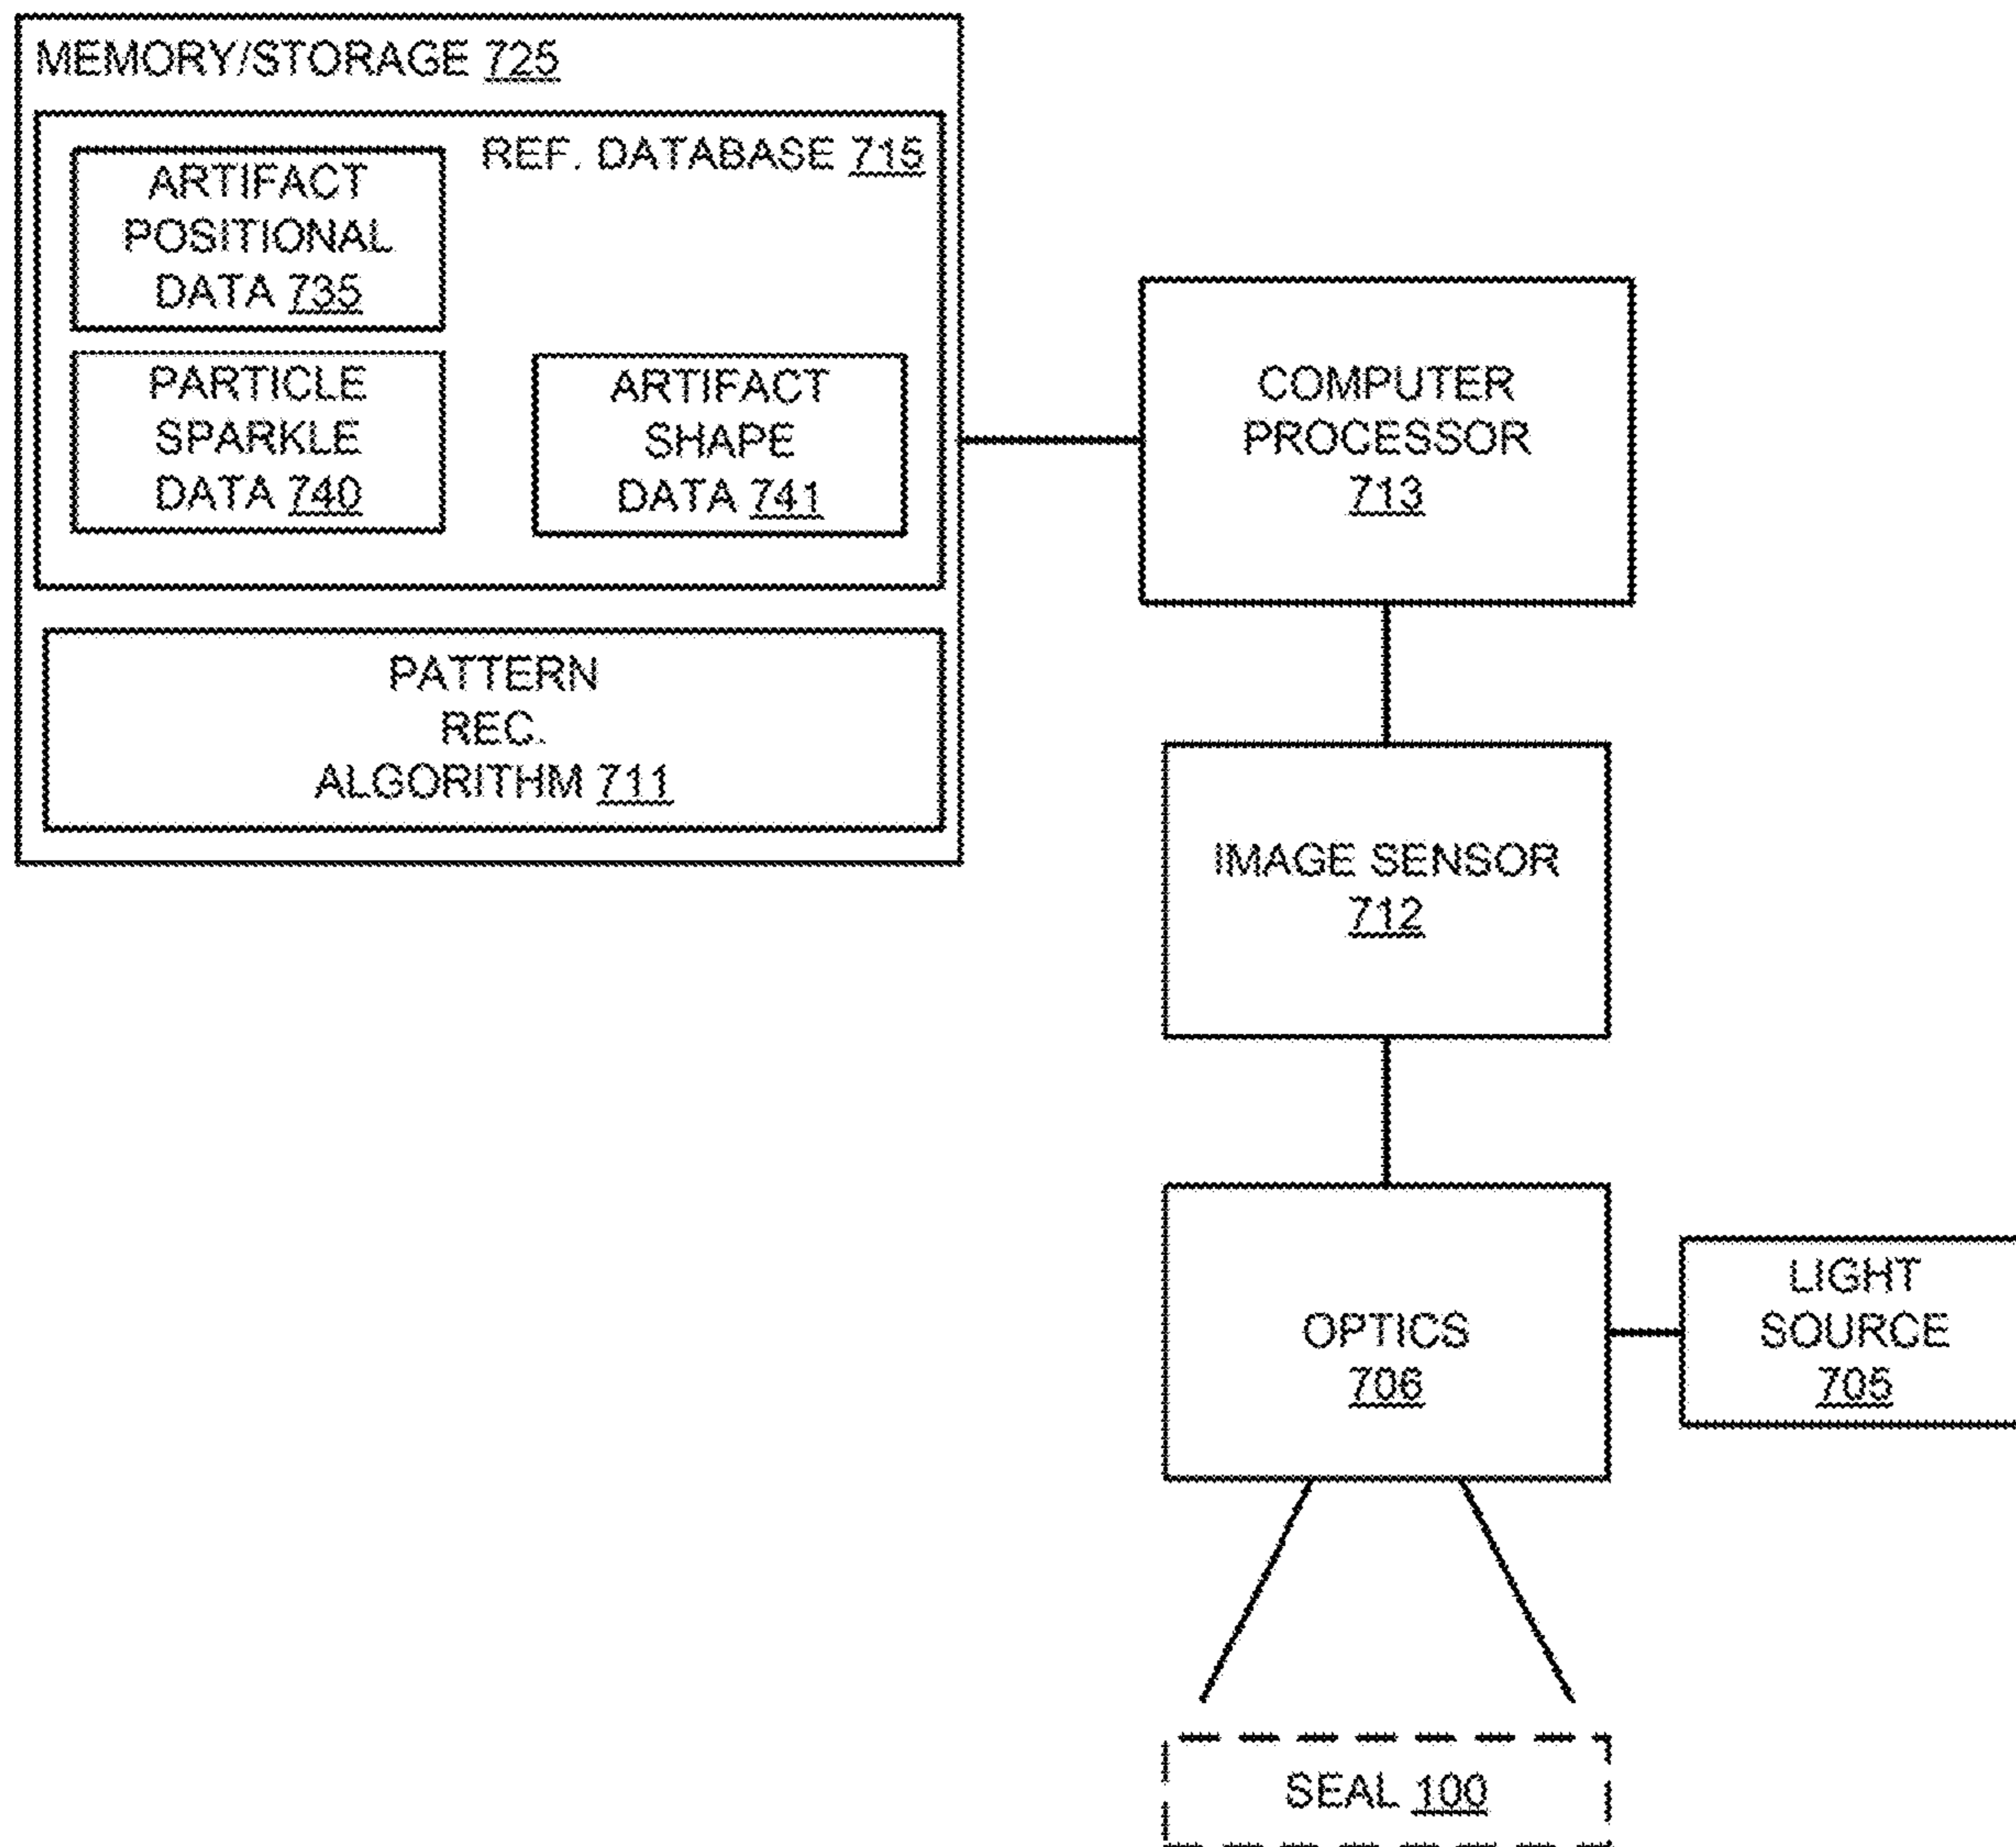 MEMORY/STORAGE 725
REF. DATABASE 715
ARTIFACT
POSITIONAL
DATA 735
PARTICLE
SPARKLE
DATA 740
ARTIFACT
SHAPE
DATA 741
PATTERN
REC.
ALGORITHM 711
COMPUTER
PROCESSOR
713
IMAGE SENSOR
712
OPTICS
706
LIGHT
SOURCE
705
SEAL 100